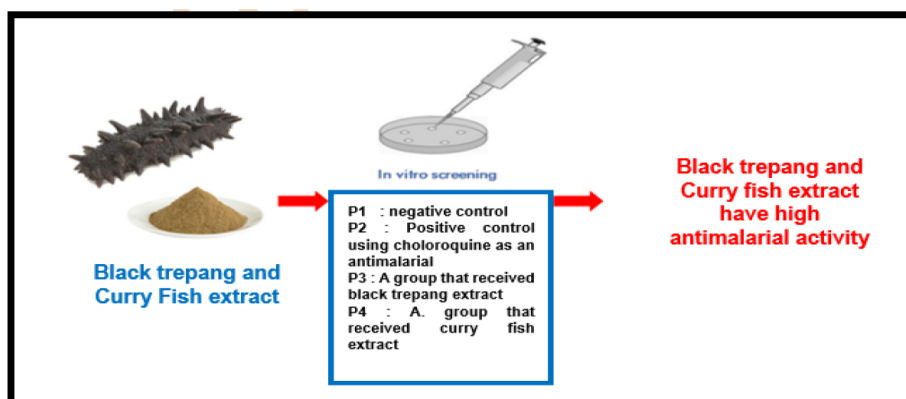 In vitro screening
P1 : negative control
P2 : Positive control
using choloroquine as an
antimalarial
P3 : A group that received
black trepang extract
P4 : A. group that
received curry fish
extract
Black trepang and
Curry Fish extract
Black trepang and
Curry fish extract
have high
antimalarial activity